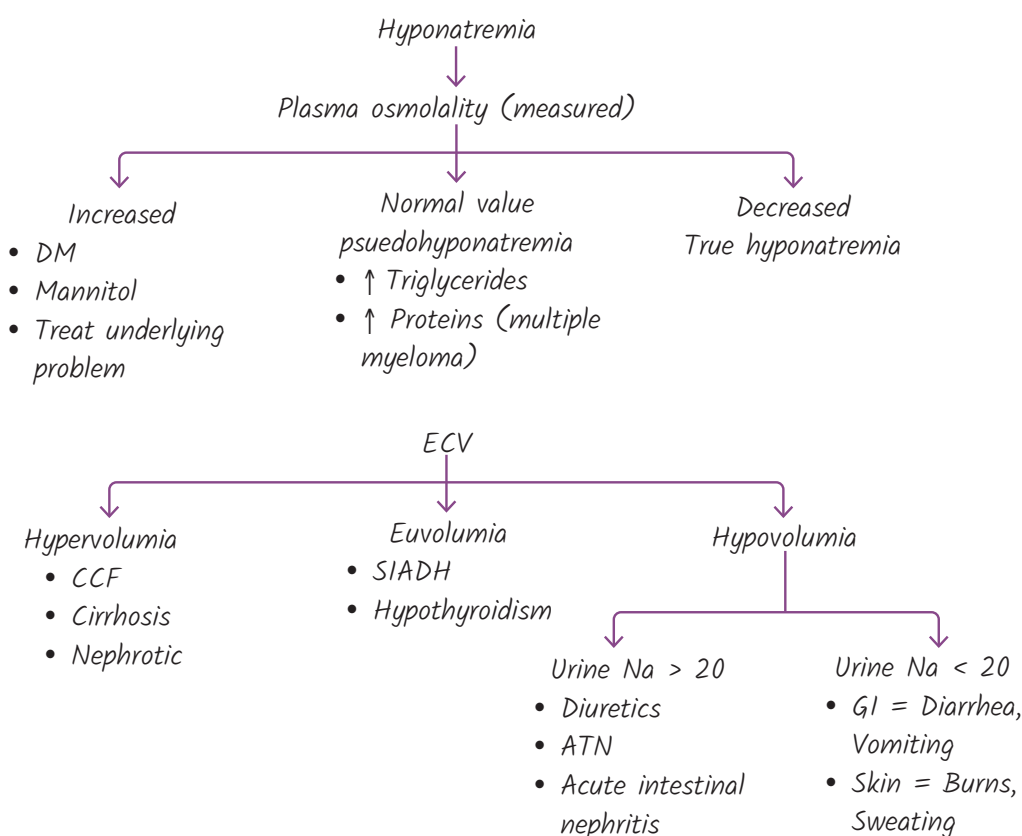 Hyponatremia
Plasma osmolality (measured)
Increased
• DM
• Mannitol
• Treat underlying
problem
Normal value
psuedohyponatremia
• ↑ Triglycerides
• ↑ Proteins (multiple
myeloma)
Decreased
True hyponatremia
ECV
Hypervolumia
• CCF
• Cirrhosis
• Nephrotic
Euvolumia
• SIADH
• Hypothyroidism
Hypovolumia
Urine Na > 20
• Diuretics
• ATN
• Acute intestinal
nephritis
Urine Na < 20
• GI = Diarrhea,
Vomiting
• Skin = Burns,
Sweating